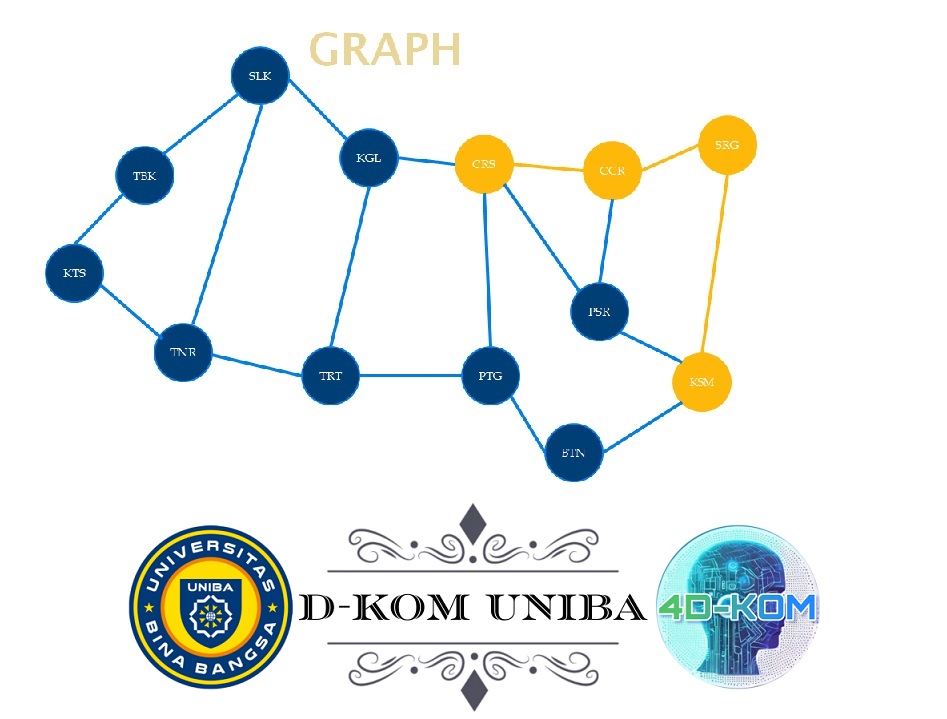 GRAPH
SLK
KGL
CRS
CCR
SRG
TBK
KTS
PSR
TNR
TRT
PTG
KSM
BTN
UNIVERSITAS
UNIBA
BINA BANGSA
D-KOM UNIBA
4D-KOM